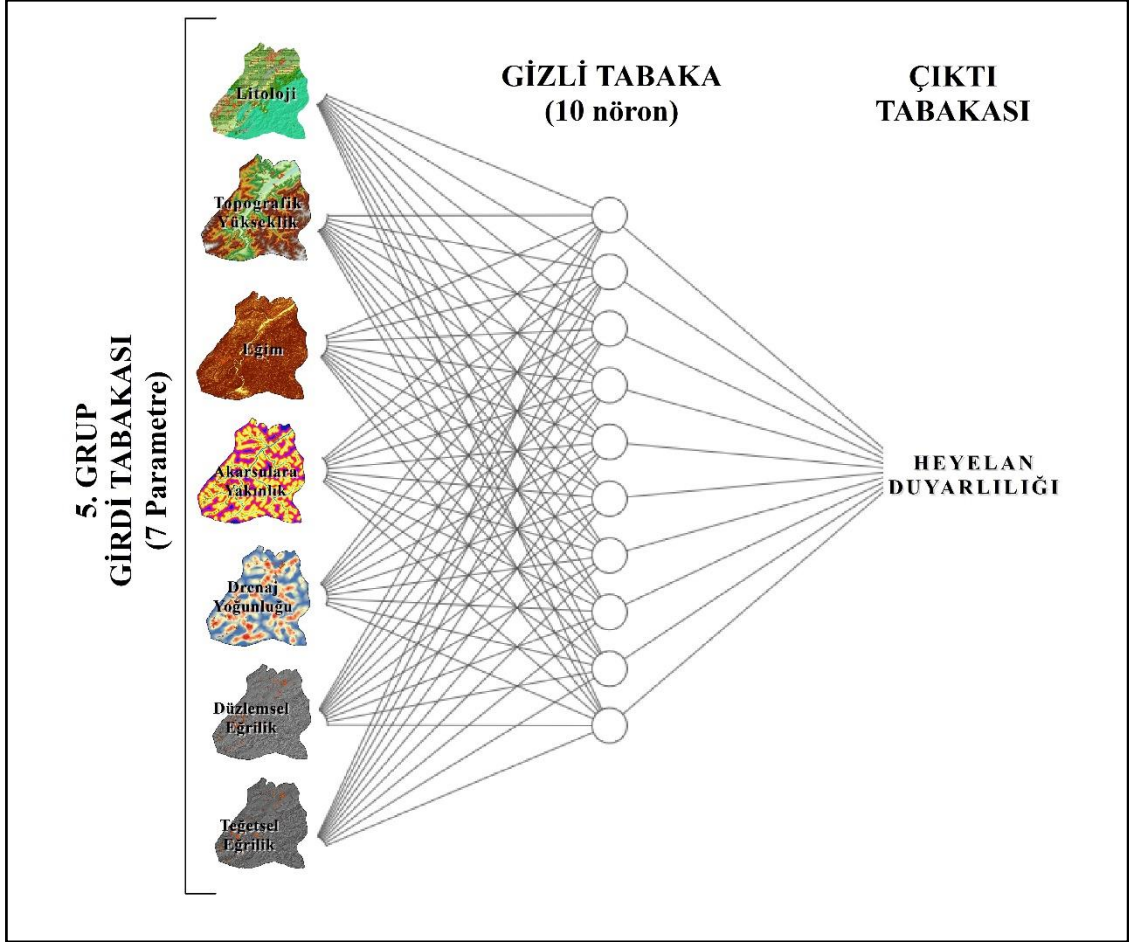 5. GRUP
GİRDİ TABAKASI
(7 Parametre)
Litoloji
Topografik
Yükseklik
Eğim
Akarsulara
Yakınlık
Drenaj
Yoğunluğu
Düzlemsel
Eğrilik
Teğetsel
Eğrilik
GİZLİ TABAKA
(10 nöron)
ÇIKTI
TABAKASI
HEYELAN
DUYARLILIĞI